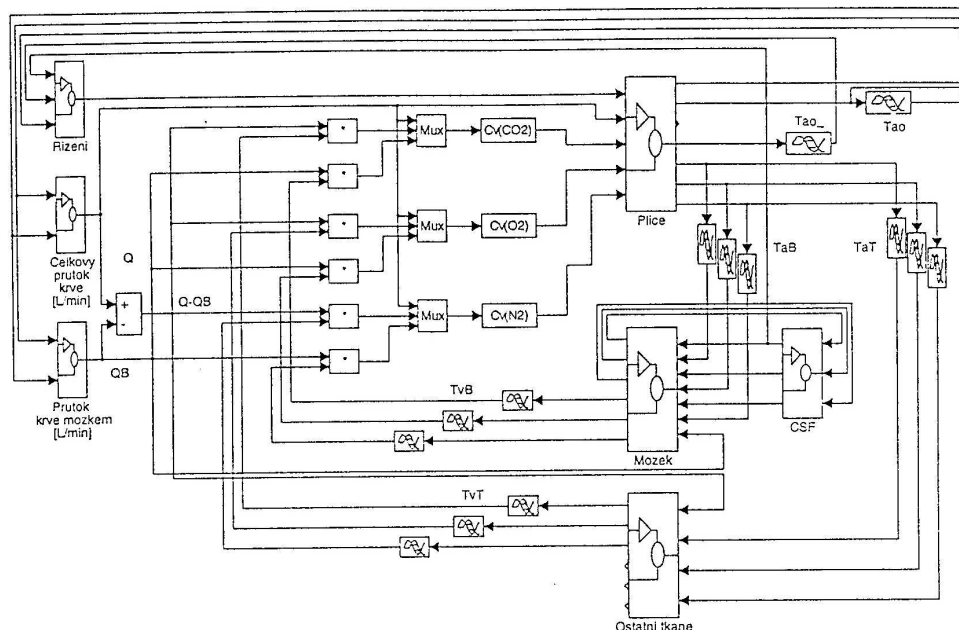 Rizeni
Mux
Cv(CO2)
Tao_
Tao
Plice
Celkovy
prutok
krve
[L/min]
Q
+
-
Q-QB
Mux
Cv(O2)
TaB
TaT
Mux
Cv(N2)
QB
Prutok
krve mozkem
[L/min]
TvB
CSF
Mozek
TvT
Ostatni tkane
*
*
*
*
*
*